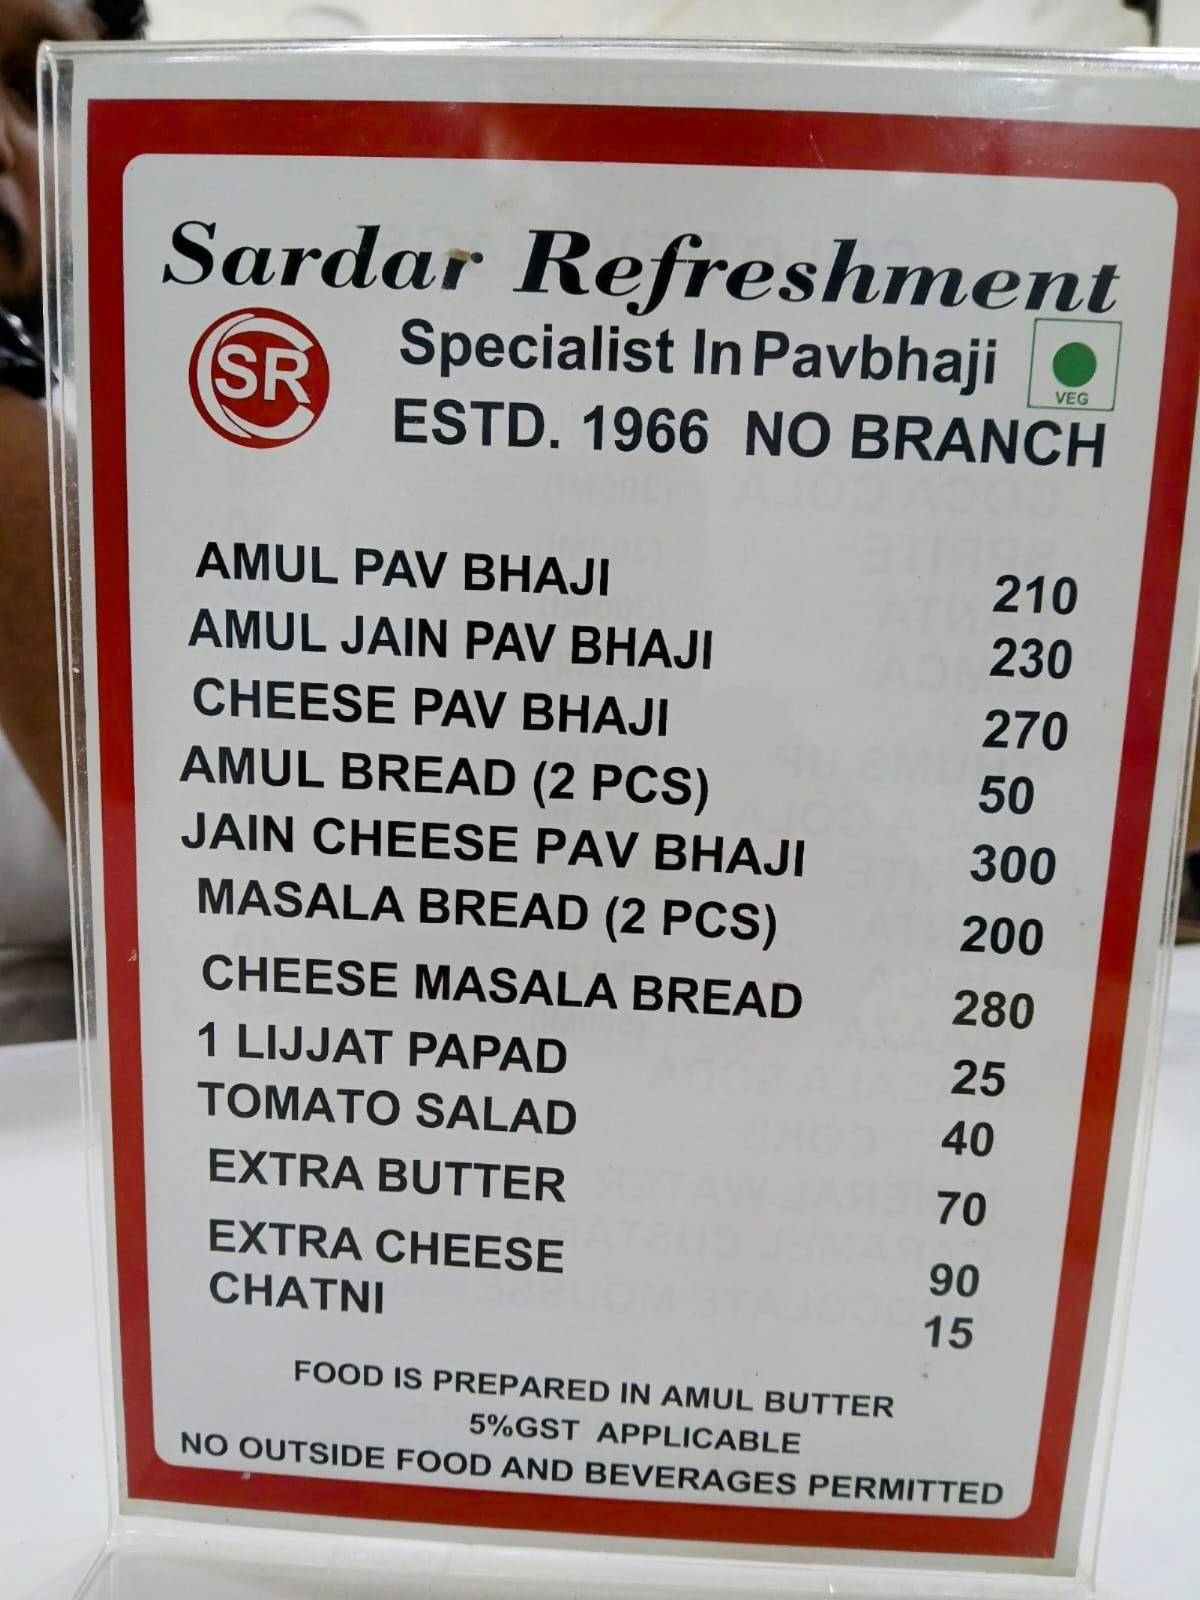 Sardar Refreshment
SR
Specialist In Pavbhaji
VEG
ESTD. 1966 NO BRANCH
AMUL PAV BHAJI 210
AMUL JAIN PAV BHAJI 230
CHEESE PAV BHAJI 270
AMUL BREAD (2 PCS) 50
JAIN CHEESE PAV BHAJI 300
MASALA BREAD (2 PCS) 200
CHEESE MASALA BREAD 280
1 LIJJAT PAPAD 25
TOMATO SALAD 40
EXTRA BUTTER 70
EXTRA CHEESE 90
CHATNI 15
FOOD IS PREPARED IN AMUL BUTTER
5%GST APPLICABLE
NO OUTSIDE FOOD AND BEVERAGES PERMITTED